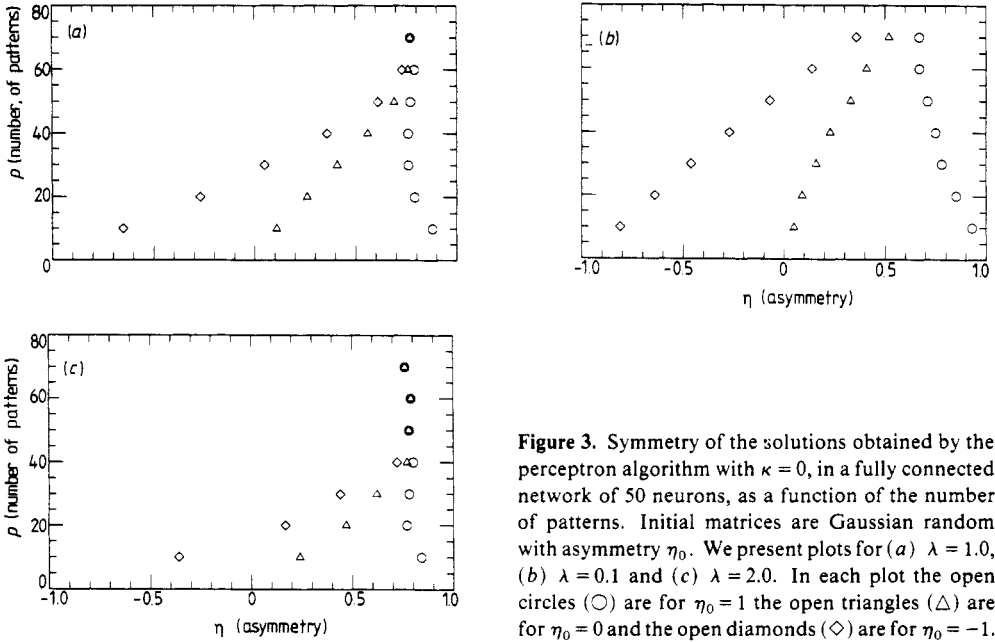 80
60
40
20
0
p (number of patterns)
(a)
(b)
-1.0
-0.5
0
0.5
1.0
η (asymmetry)
80
60
40
20
0
p (number of patterns)
(c)
-1.0
-0.5
0
0.5
1.0
η (asymmetry)
Figure 3. Symmetry of the solutions obtained by the
perceptron algorithm with κ = 0, in a fully connected
network of 50 neurons, as a function of the number
of patterns. Initial matrices are Gaussian random
with asymmetry η₀. We present plots for (a) λ = 1.0,
(b) λ = 0.1 and (c) λ = 2.0. In each plot the open
circles (○) are for η₀ = 1 the open triangles (△) are
for η₀ = 0 and the open diamonds (◇) are for η₀ = −1.